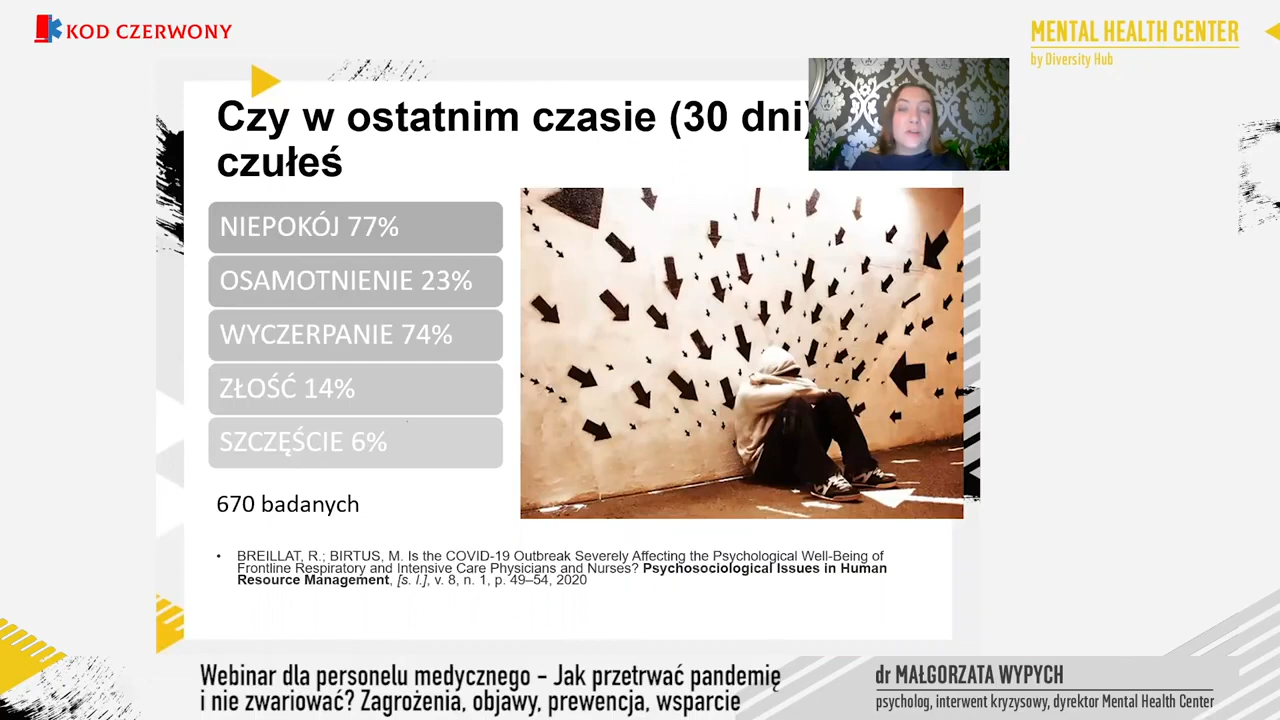 KOD CZERWONY
MENTAL HEALTH CENTER
by Diversity Hub
Czy w ostatnim czasie (30 dni)
czułeś
NIEPOKÓJ 77%
OSAMOTNIENIE 23%
WYCZERPANIE 74%
ZŁOŚĆ 14%
SZCZĘŚCIE 6%
670 badanych
• BREILLAT, R.; BIRTUS, M. Is the COVID-19 Outbreak Severely Affecting the Psychological Well-Being of
Frontline Respiratory and Intensive Care Physicians and Nurses? Psychosociological Issues in Human
Resource Management, [s. l.], v. 8, n. 1, p. 49–54, 2020
Webinar dla personelu medycznego – Jak przetrwać pandemię
i nie zwariować? Zagrożenia, objawy, prewencja, wsparcie
dr MAŁGORZATA WYPYCH
psycholog, interwent kryzysowy, dyrektor Mental Health Center